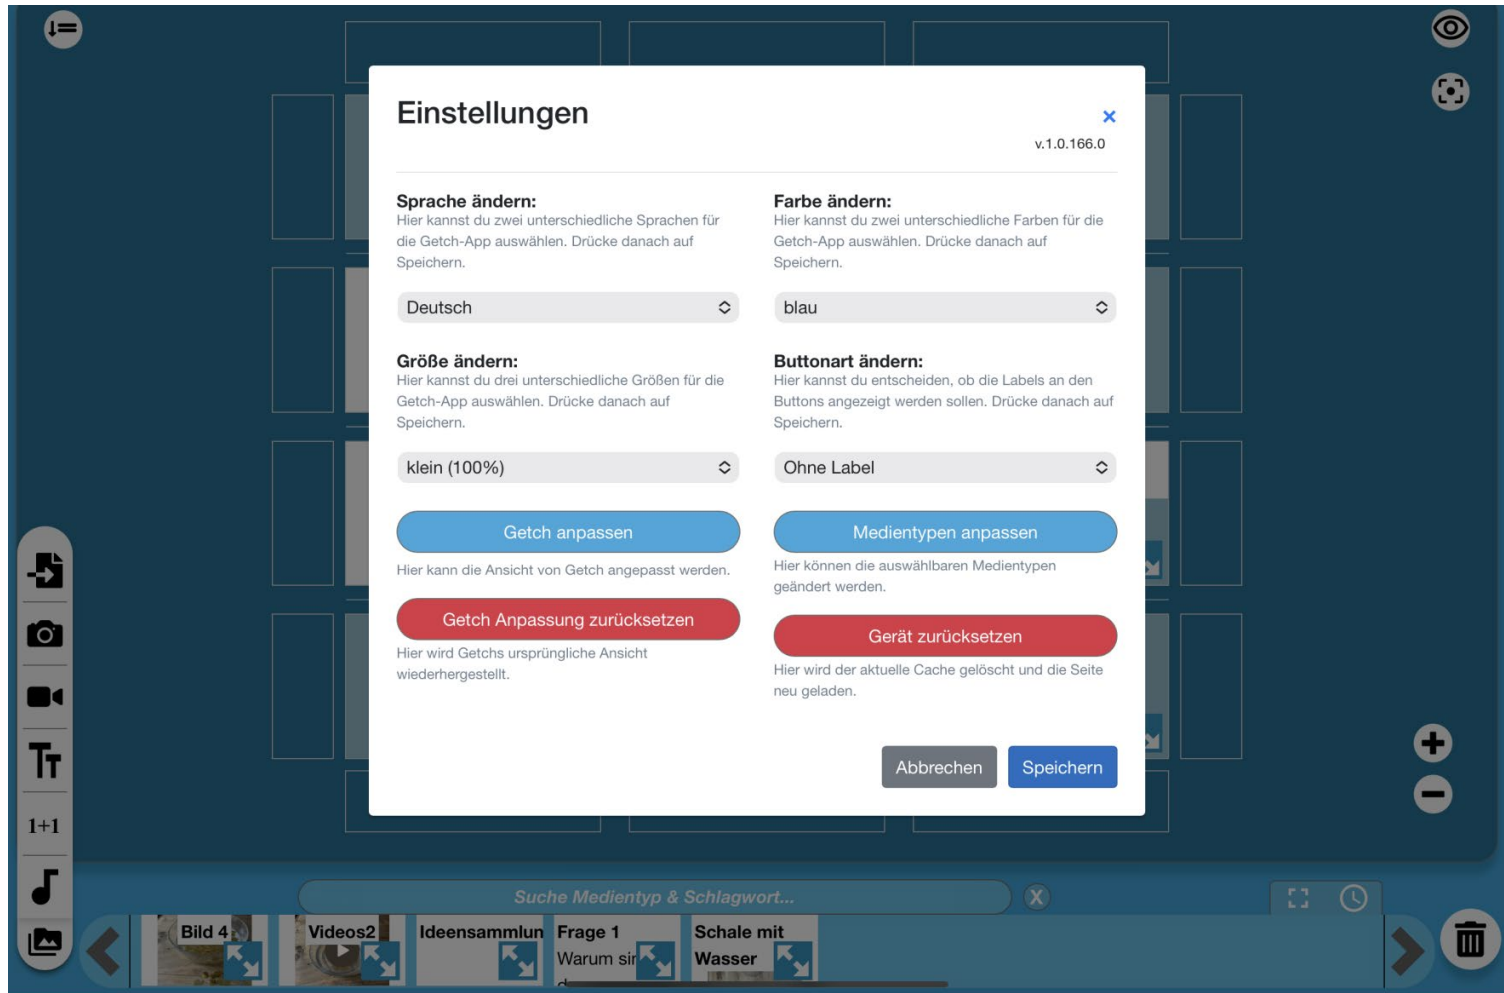 Einstellungen
×
v.1.0.166.0
Sprache ändern:
Hier kannst du zwei unterschiedliche Sprachen für
die Getch-App auswählen. Drücke danach auf
Speichern.
Deutsch
Farbe ändern:
Hier kannst du zwei unterschiedliche Farben für die
Getch-App auswählen. Drücke danach auf
Speichern.
blau
Größe ändern:
Hier kannst du drei unterschiedliche Größen für die
Getch-App auswählen. Drücke danach auf
Speichern.
klein (100%)
Buttonart ändern:
Hier kannst du entscheiden, ob die Labels an den
Buttons angezeigt werden sollen. Drücke danach auf
Speichern.
Ohne Label
Getch anpassen
Hier kann die Ansicht von Getch angepasst werden.
Getch Anpassung zurücksetzen
Hier wird Getchs ursprüngliche Ansicht
wiederhergestellt.
Medientypen anpassen
Hier können die auswählbaren Medientypen
geändert werden.
Gerät zurücksetzen
Hier wird der aktuelle Cache gelöscht und die Seite
neu geladen.
Abbrechen
Speichern
TT
1+1
Suche Medientyp & Schlagwort...
X
Bild 4
Videos2
Ideensammlun
Frage 1
Warum sin
Schale mit
Wasser